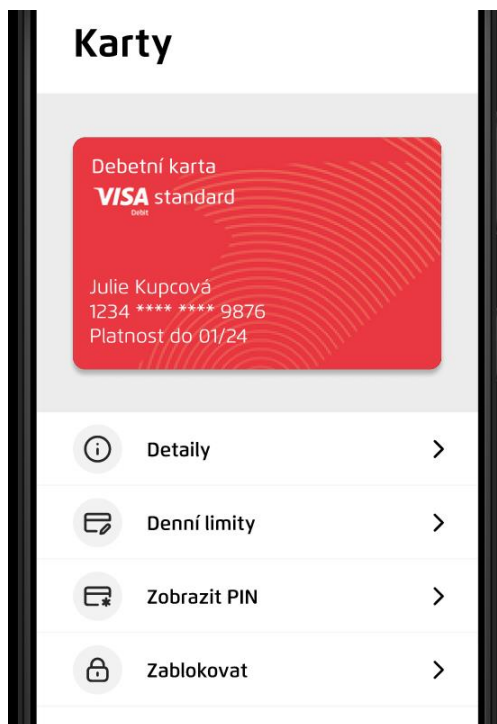 Karty
Debetní karta
VISA standard
Debit
Julie Kupcová
1234 **** **** 9876
Platnost do 01/24
Detaily
Denní limity
Zobrazit PIN
Zablokovat